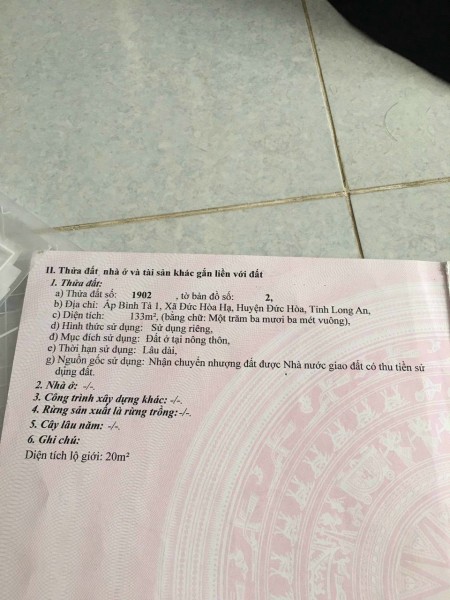 II. Thửa đất, nhà ở và tài sản khác gắn liền với đất
1. Thửa đất:
a) Thửa đất số: 1902 , tờ bản đồ số: 2,
b) Địa chỉ: Ấp Bình Tả 1, Xã Đức Hòa Hạ, Huyện Đức Hòa, Tỉnh Long An,
c) Diện tích: 133m², (bằng chữ: Một trăm ba mươi ba mét vuông),
d) Hình thức sử dụng: Sử dụng riêng,
đ) Mục đích sử dụng: Đất ở tại nông thôn,
e) Thời hạn sử dụng: Lâu dài,
g) Nguồn gốc sử dụng: Nhận chuyển nhượng đất được Nhà nước giao đất có thu tiền sử
dụng đất.
2. Nhà ở: -/-.
3. Công trình xây dựng khác: -/-.
4. Rừng sản xuất là rừng trồng: -/-.
5. Cây lâu năm: -/-.
6. Ghi chú:
Diện tích lộ giới: 20m²